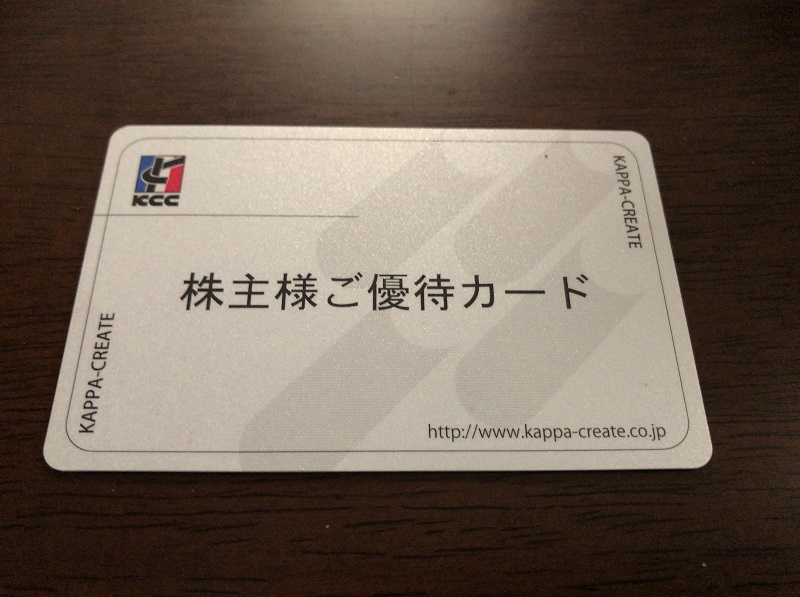 KCC
KAPPA-CREATE
株主様ご優待カード
KAPPA-CREATE
http://www.kappa-create.co.jp